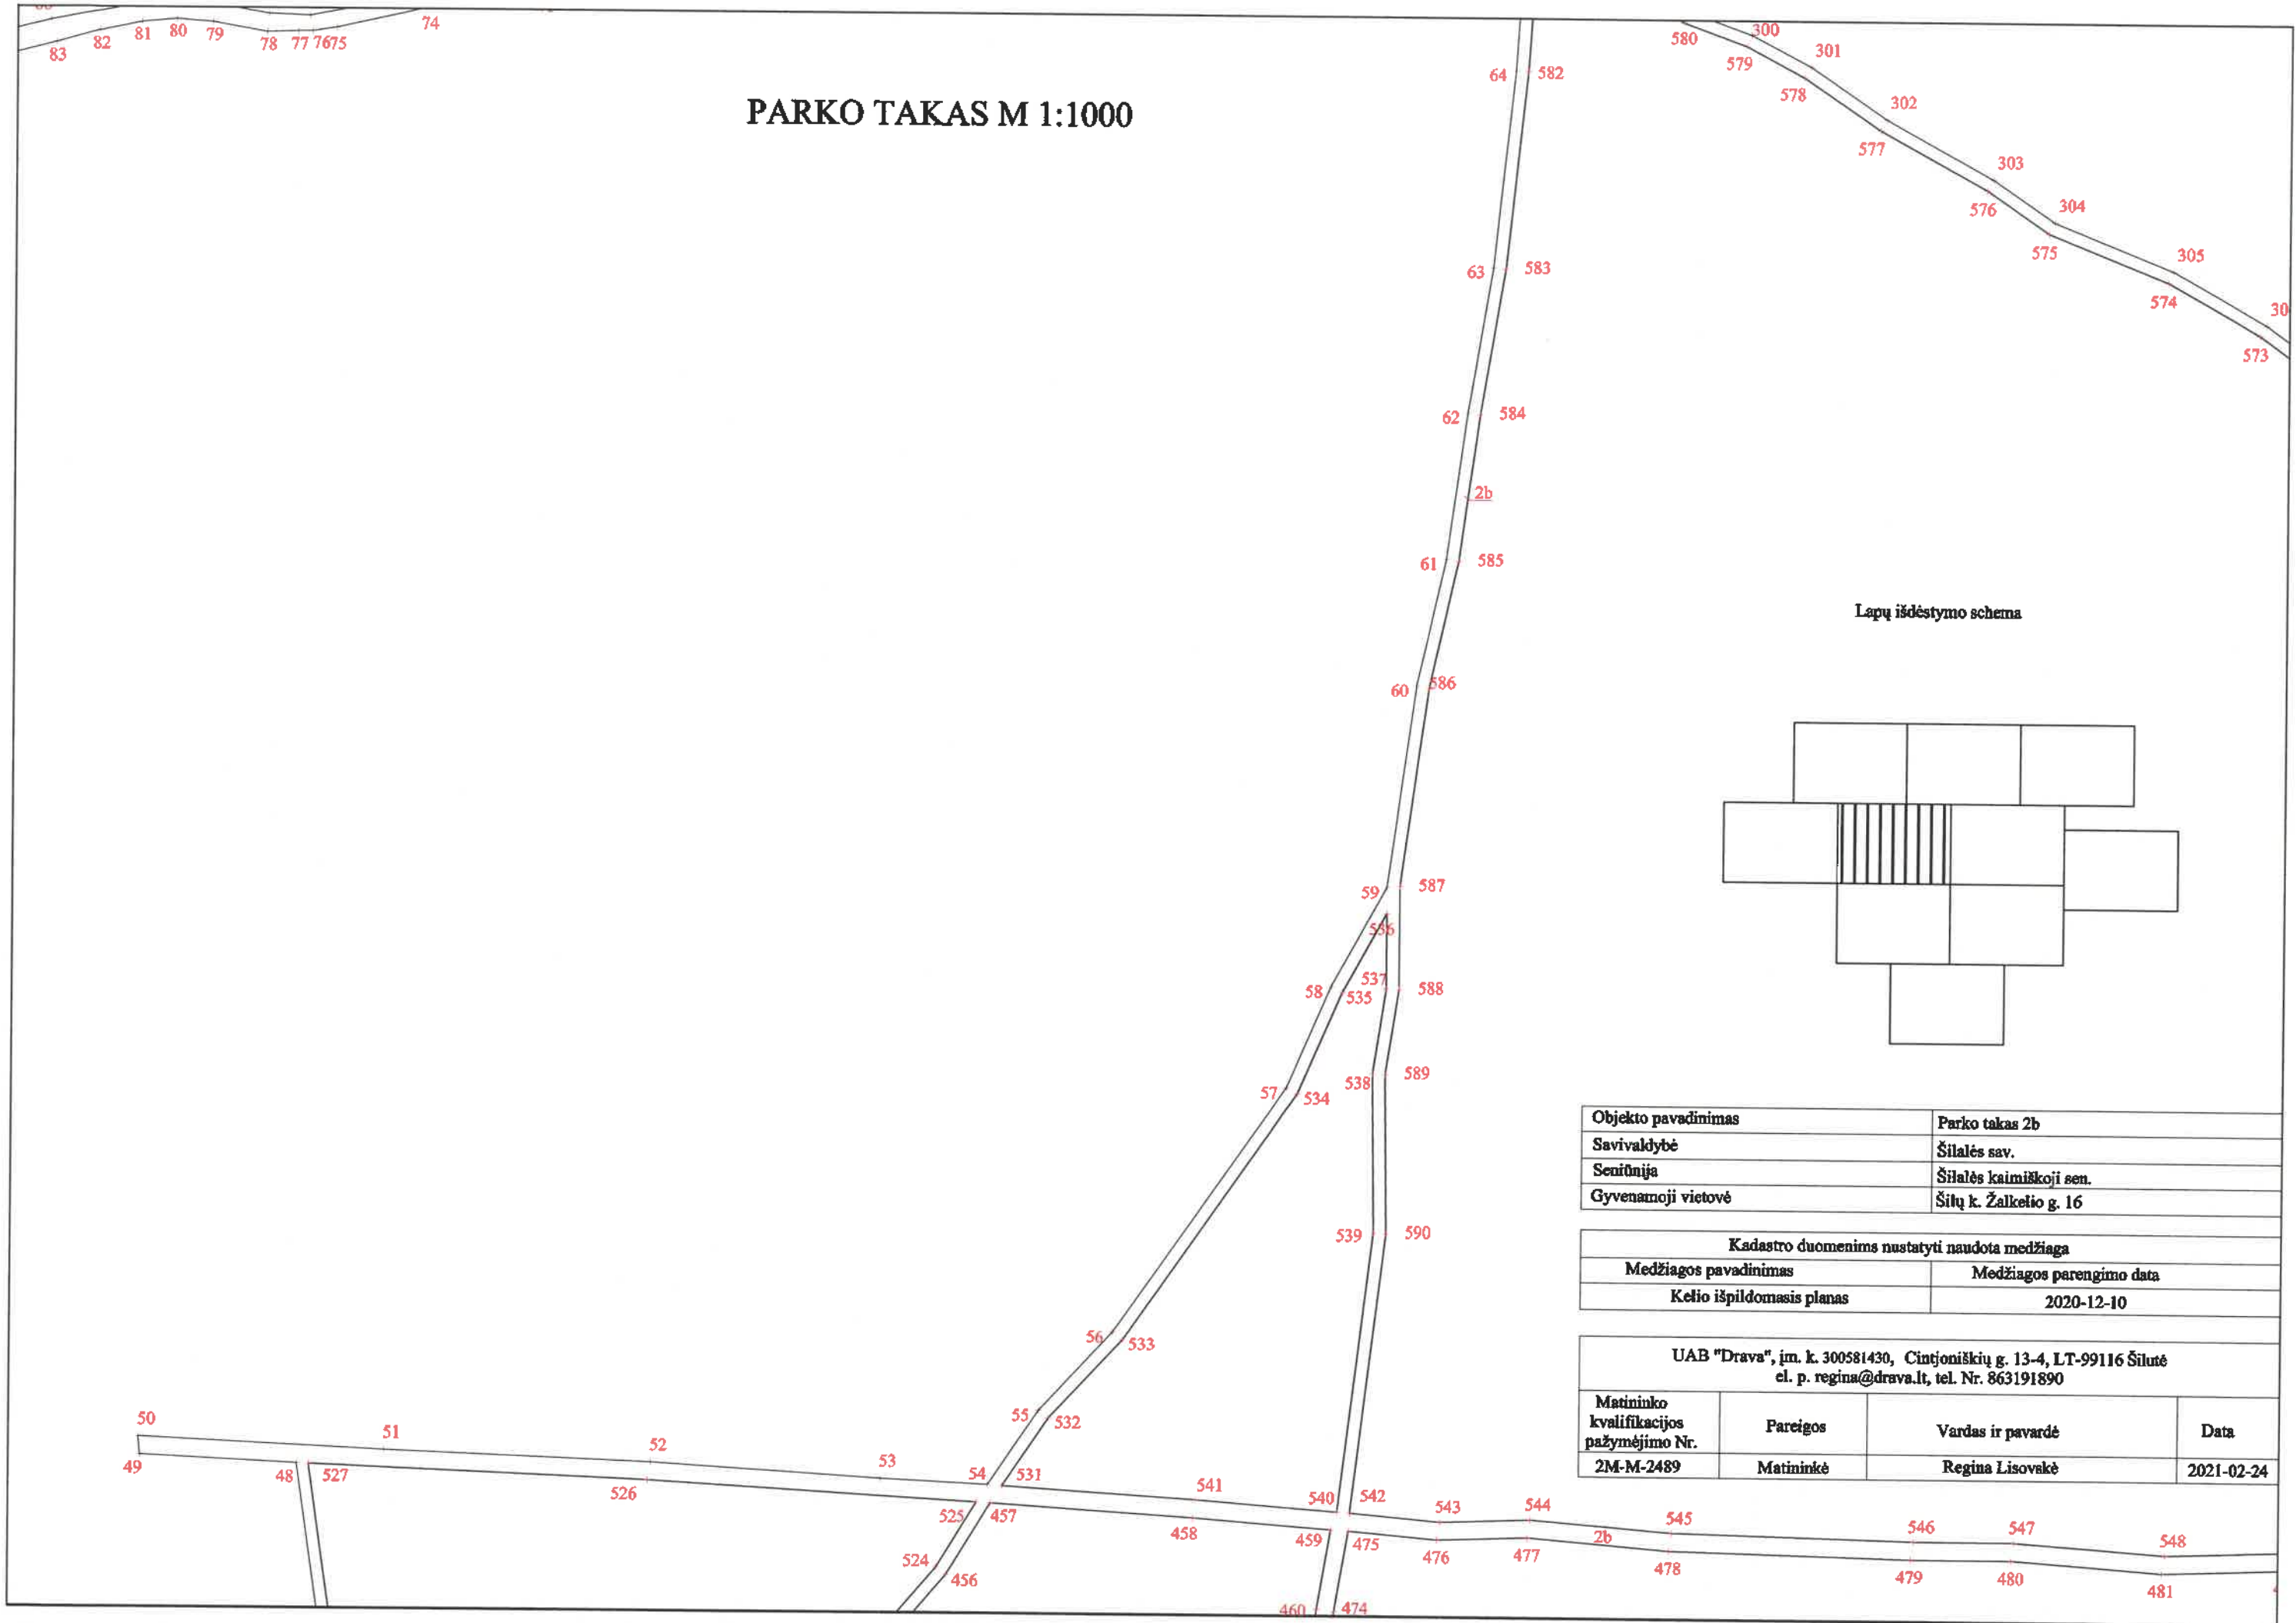 83 82 81 80 79 78 77 76 75 74
PARKO TAKAS M 1:1000
580 300 301
579
578
302
577
303
576
304
575
305
574
30
573
64 582
63 583
62 584
2b
61 585
60 586
59 587
536
537
58 535 588
538 589
57 534
539 590
56 533
55 532
50 51 52 53 54 531 541 540 542 543 544 545 546 547 548
49 48 527 526 525 457 458 459 475 476 477 2b 478 479 480 481
524 456
460 474
Lapų išdėstymo schema
Objekto pavadinimas Parko takas 2b
Savivaldybė Šilalės sav.
Seniūnija Šilalės kaimiškoji sen.
Gyvenamoji vietovė Šilų k. Žalkelio g. 16
Kadastro duomenims nustatyti naudota medžiaga
Medžiagos pavadinimas Medžiagos parengimo data
Kelio išpildomasis planas 2020-12-10
UAB "Drava", įm. k. 300581430, Cintjoniškių g. 13-4, LT-99116 Šilutė
el. p. regina@drava.lt, tel. Nr. 863191890
Matininko
kvalifikacijos
pažymėjimo Nr.
Pareigos
Vardas ir pavardė
Data
2M-M-2489 Matininkė Regina Lisovskė 2021-02-24